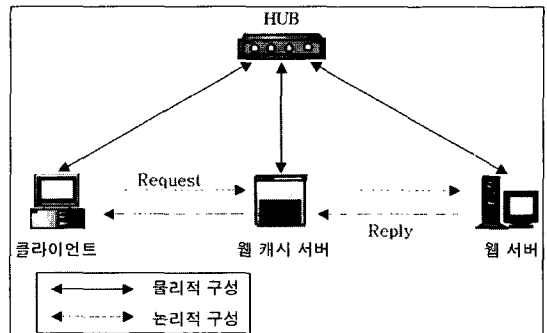 HUB
Request
Reply
클라이언트
웹 캐시 서버
웹 서버
물리적 구성
논리적 구성